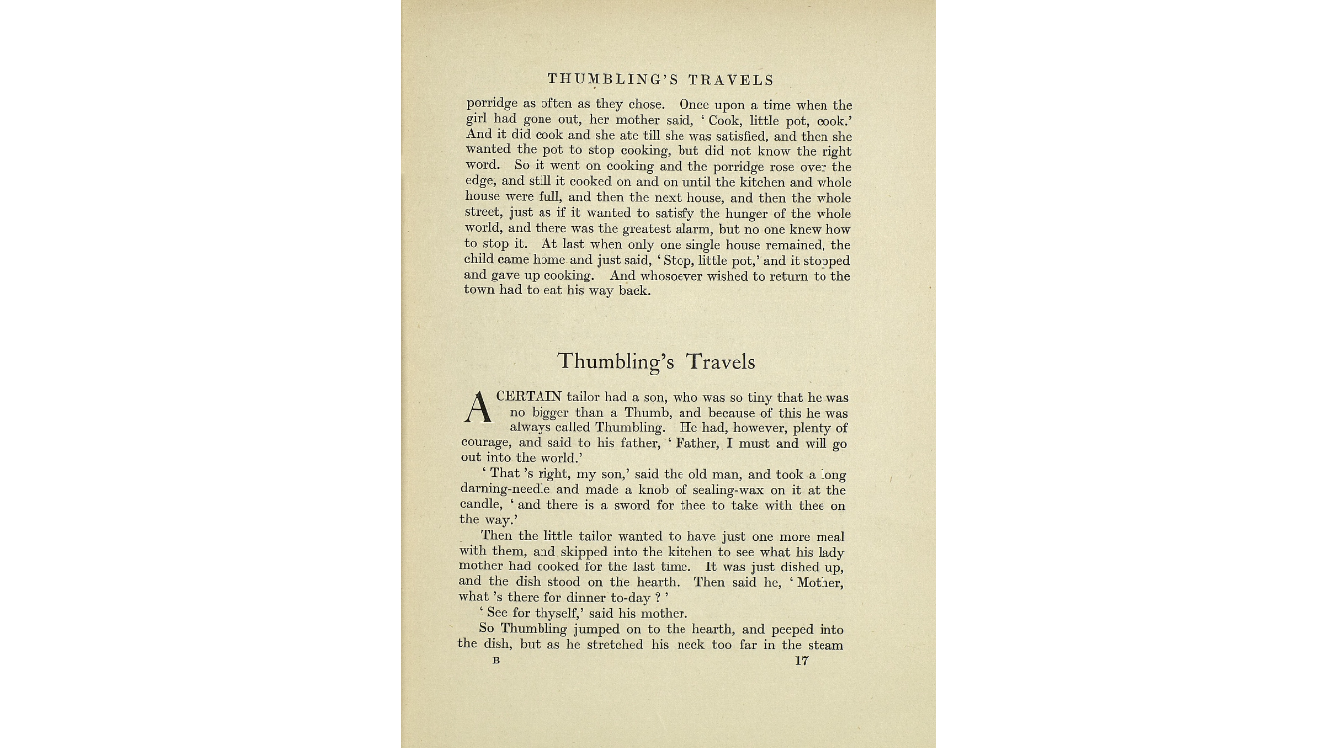 THUMBLING'S TRAVELS
porridge as often as they chose. Once upon a time when the
girl had gone out, her mother said, ' Cook, little pot, cook.'
And it did cook and she ate till she was satisfied, and then she
wanted the pot to stop cooking, but did not know the right
word. So it went on cooking and the porridge rose over the
edge, and still it cooked on and on until the kitchen and whole
house were full, and then the next house, and then the whole
street, just as if it wanted to satisfy the hunger of the whole
world, and there was the greatest alarm, but no one knew how
to stop it. At last when only one single house remained, the
child came home and just said, ' Stop, little pot,' and it stopped
and gave up cooking. And whosoever wished to return to the
town had to eat his way back.
Thumbling's Travels
A CERTAIN tailor had a son, who was so tiny that he was
no bigger than a Thumb, and because of this he was
always called Thumbling. He had, however, plenty of
courage, and said to his father, ' Father, I must and will go
out into the world.'
' That 's right, my son,' said the old man, and took a long
darning-needle and made a knob of sealing-wax on it at the
candle, ' and there is a sword for thee to take with thee on
the way.'
Then the little tailor wanted to have just one more meal
with them, and skipped into the kitchen to see what his lady
mother had cooked for the last time. It was just dished up,
and the dish stood on the hearth. Then said he, ' Mother,
what 's there for dinner to-day ? '
' See for thyself,' said his mother.
So Thumbling jumped on to the hearth, and peeped into
the dish, but as he stretched his neck too far in the steam
B 17